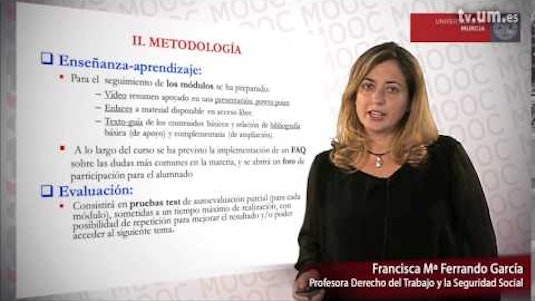 tv.um.es
UNIVERSIDAD
MURCIA
II. METODOLOGÍA
Enseñanza-aprendizaje:
Para el seguimiento de los módulos se ha preparado:
– Vídeo resumen apoyado en una presentación power point
– Enlaces a material disponible en acceso libre.
– Texto-guía de los contenidos básicos y relación de bibliografía
básica (de apoyo) y complementaria (de ampliación).
A lo largo del curso se ha previsto la implementación de un FAQ
sobre las dudas más comunes en la materia, y se abrirá un foro de
participación para el alumnado
Evaluación:
Consistirá en pruebas test de autoevaluación parcial (para cada
módulo), sometidas a un tiempo máximo de realización, con
posibilidad de repetición para mejorar el resultado y/o poder
acceder al siguiente tema.
MOOC
Francisca Mª Ferrando García
Profesora Derecho del Trabajo y la Seguridad Social